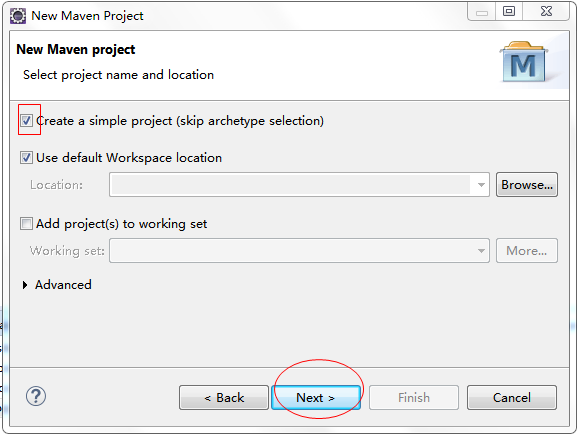 New Maven Project
New Maven project
Select project name and location
M
Create a simple project (skip archetype selection)
Use default Workspace location
Location:
Browse...
Add project(s) to working set
Working set:
More...
Advanced
?
< Back
Next >
Finish
Cancel